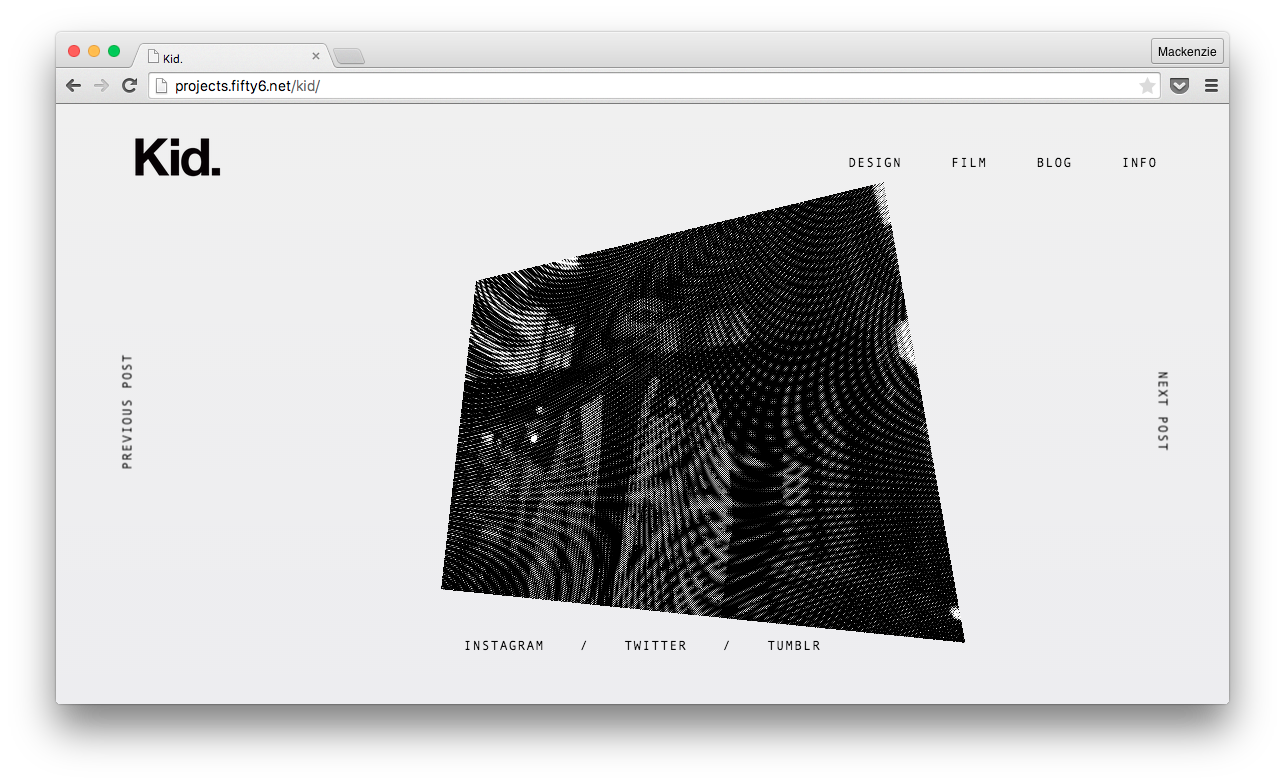 Kid.
Mackenzie
projects.fifty6.net/kid/
Kid.
DESIGN FILM BLOG INFO
PREVIOUS POST
NEXT POST
INSTAGRAM / TWITTER / TUMBLR